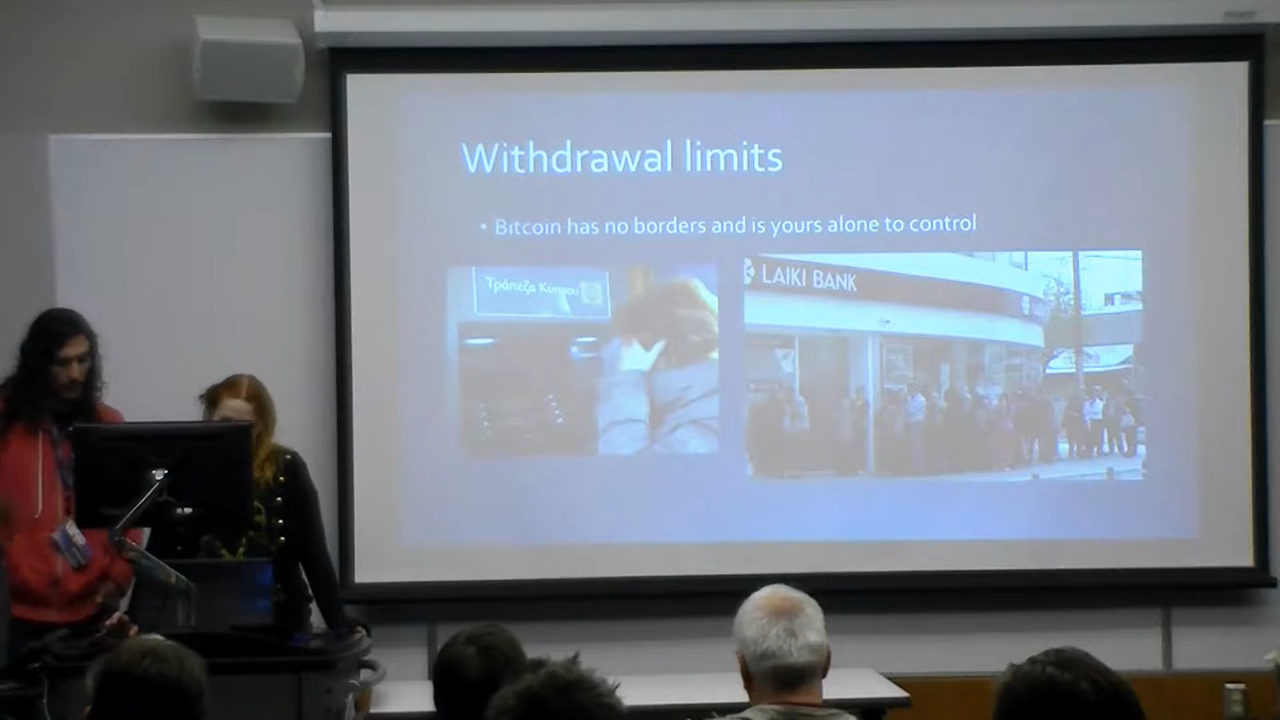 Withdrawal limits
• Bitcoin has no borders and is yours alone to control
Τράπεζα Κύπρου
LAIKI BANK